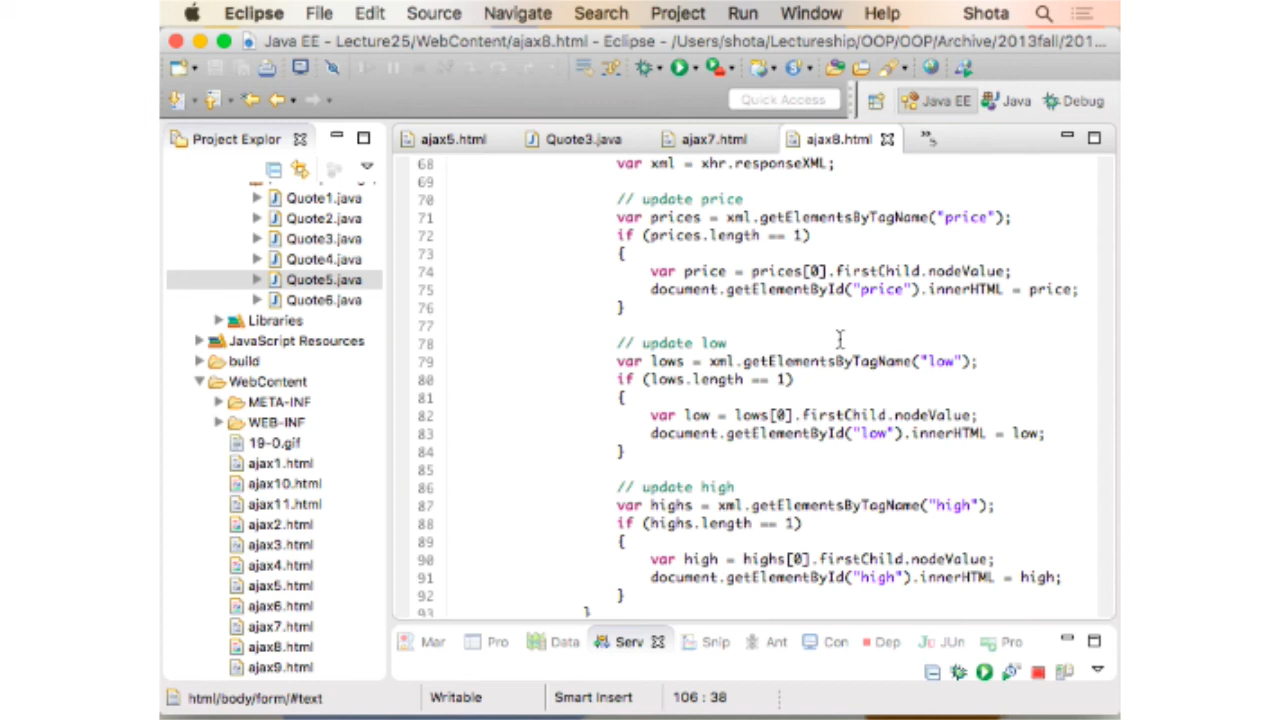 Eclipse File Edit Source Navigate Search Project Run Window Help Shota
Java EE - Lecture25/WebContent/ajax8.html - Eclipse - /Users/shota/Lectureship/OOP/OOP/Archive/2013fall/201...
Quick Access
Java EE
Java
Debug
Project Explor
ajax5.html
Quote3.java
ajax7.html
ajax8.html
»5
Quote1.java
Quote2.java
Quote3.java
Quote4.java
Quote5.java
Quote6.java
Libraries
JavaScript Resources
build
WebContent
META-INF
WEB-INF
19-0.gif
ajax1.html
ajax10.html
ajax11.html
ajax2.html
ajax3.html
ajax4.html
ajax5.html
ajax6.html
ajax7.html
ajax8.html
ajax9.html
68 var xml = xhr.responseXML;
69
70 // update price
71 var prices = xml.getElementsByTagName("price");
72 if (prices.length == 1)
73 {
74 var price = prices[0].firstChild.nodeValue;
75 document.getElementById("price").innerHTML = price;
76 }
77
78 // update low
79 var lows = xml.getElementsByTagName("low");
80 if (lows.length == 1)
81 {
82 var low = lows[0].firstChild.nodeValue;
83 document.getElementById("low").innerHTML = low;
84 }
85
86 // update high
87 var highs = xml.getElementsByTagName("high");
88 if (highs.length == 1)
89 {
90 var high = highs[0].firstChild.nodeValue;
91 document.getElementById("high").innerHTML = high;
92 }
93 }
Mar Pro Data Serv Snip Ant Con Dep JUn Pro
html/body/form/#text Writable Smart Insert 106 : 38